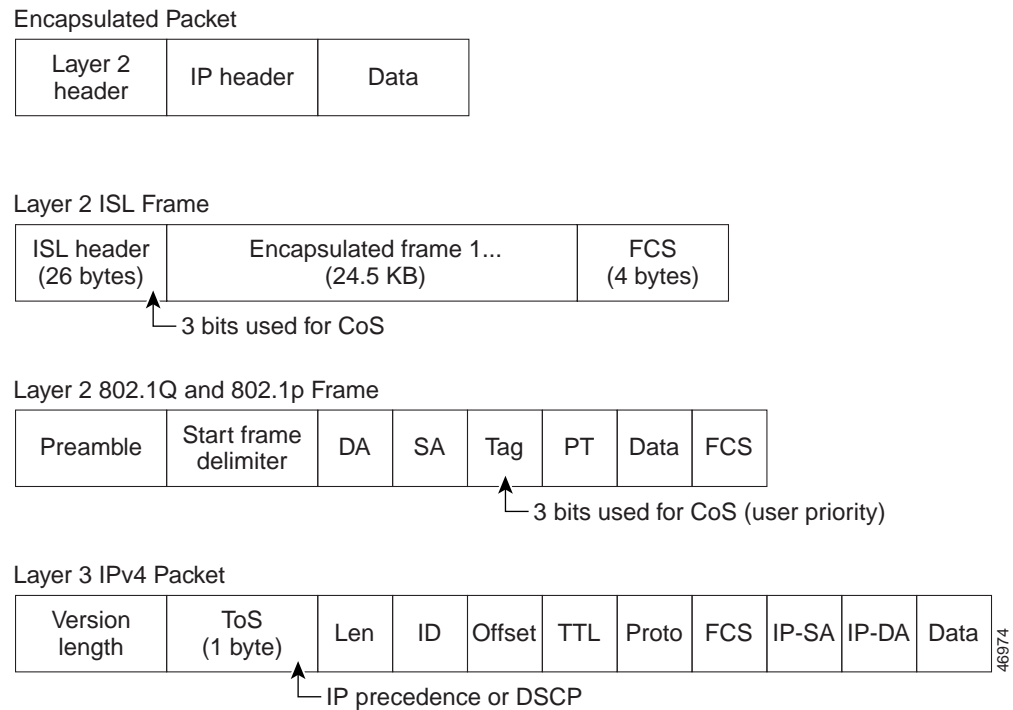 Encapsulated Packet
Layer 2
header
IP header
Data
Layer 2 ISL Frame
ISL header
(26 bytes)
Encapsulated frame 1...
(24.5 KB)
FCS
(4 bytes)
3 bits used for CoS
Layer 2 802.1Q and 802.1p Frame
Preamble
Start frame
delimiter
DA
SA
Tag
PT
Data
FCS
3 bits used for CoS (user priority)
Layer 3 IPv4 Packet
Version
length
ToS
(1 byte)
Len
ID
Offset
TTL
Proto
FCS
IP-SA
IP-DA
Data
IP precedence or DSCP
46974